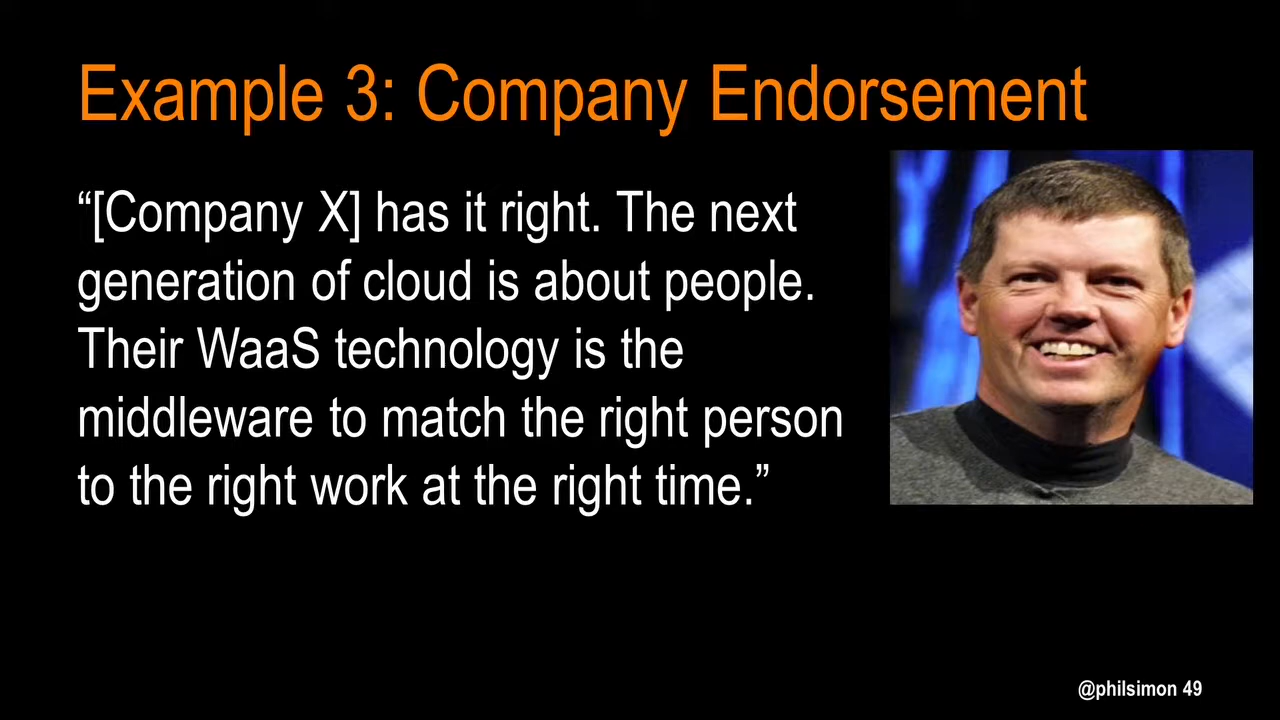 Example 3: Company Endorsement
“[Company X] has it right. The next
generation of cloud is about people.
Their WaaS technology is the
middleware to match the right person
to the right work at the right time.”
@philsimon 49